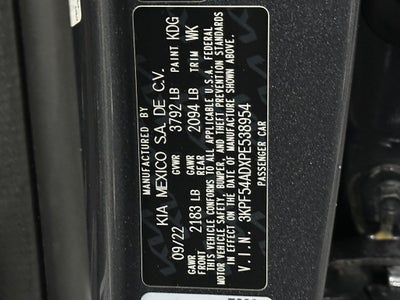 KIA MEXICO S.A. DE C.V.
09/22 GVWR 3792 LB PAINT KDG
GAWR FRONT 2183 LB GAWR REAR 2094 LB TRIM WK
THIS VEHICLE CONFORMS TO ALL APPLICABLE U.S.A. FEDERAL
MOTOR VEHICLE SAFETY, BUMPER, AND THEFT PREVENTION STANDARDS
IN EFFECT ON THE DATE OF MANUFACTURE SHOWN ABOVE.
V.I.N. 3KPF54ADXPE538954
PASSENGER CAR